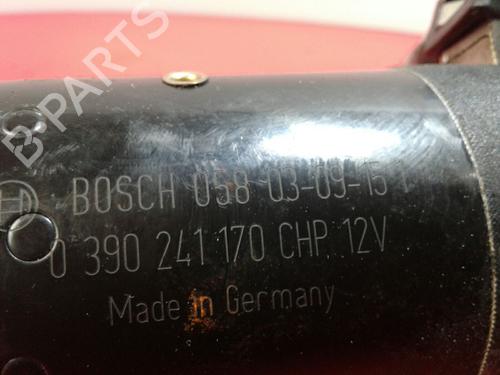 B-PARTS
BOSCH 058 03-09-15
0 390 241 170 CHP 12V
Made in Germany